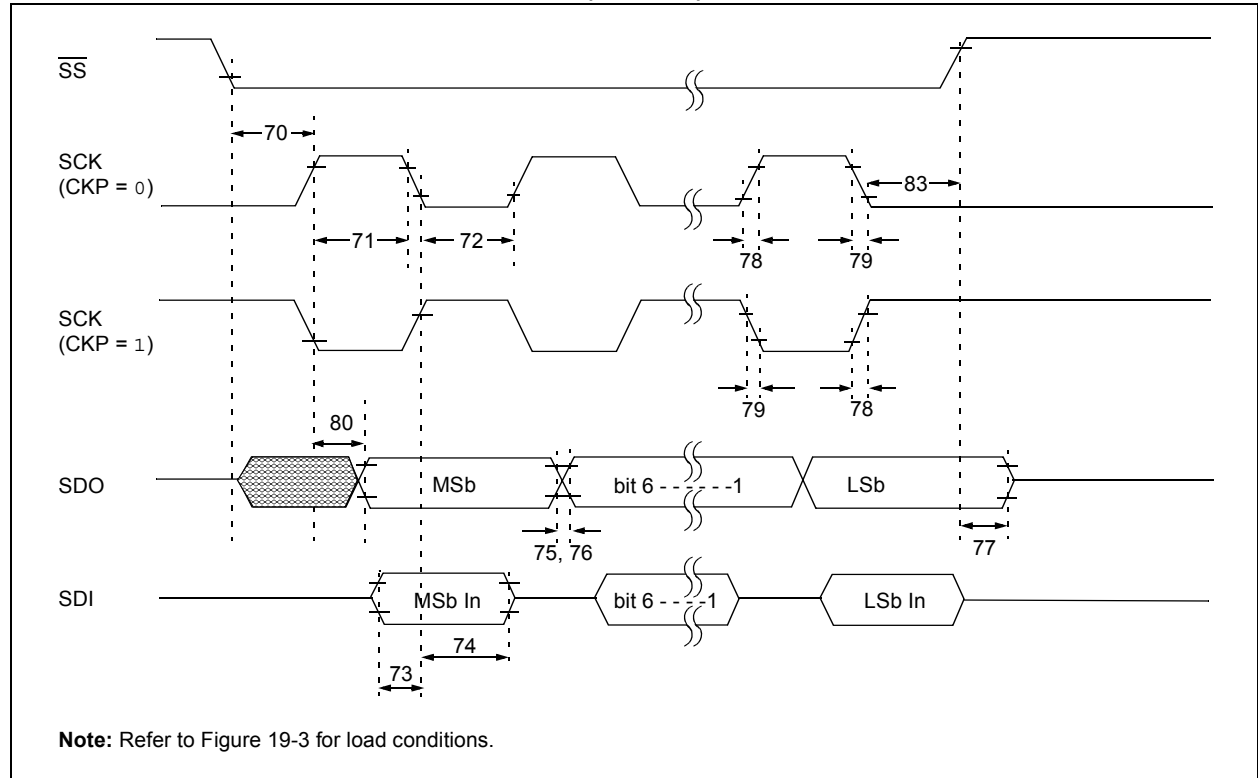 SS
70
SCK
(CKP = 0)
83
71
72
78
79
SCK
(CKP = 1)
79
78
80
SDO
MSb
bit 6 - - - - - -1
LSb
75, 76
77
SDI
MSb In
bit 6 - - - -1
LSb In
74
73
Note: Refer to Figure 19-3 for load conditions.